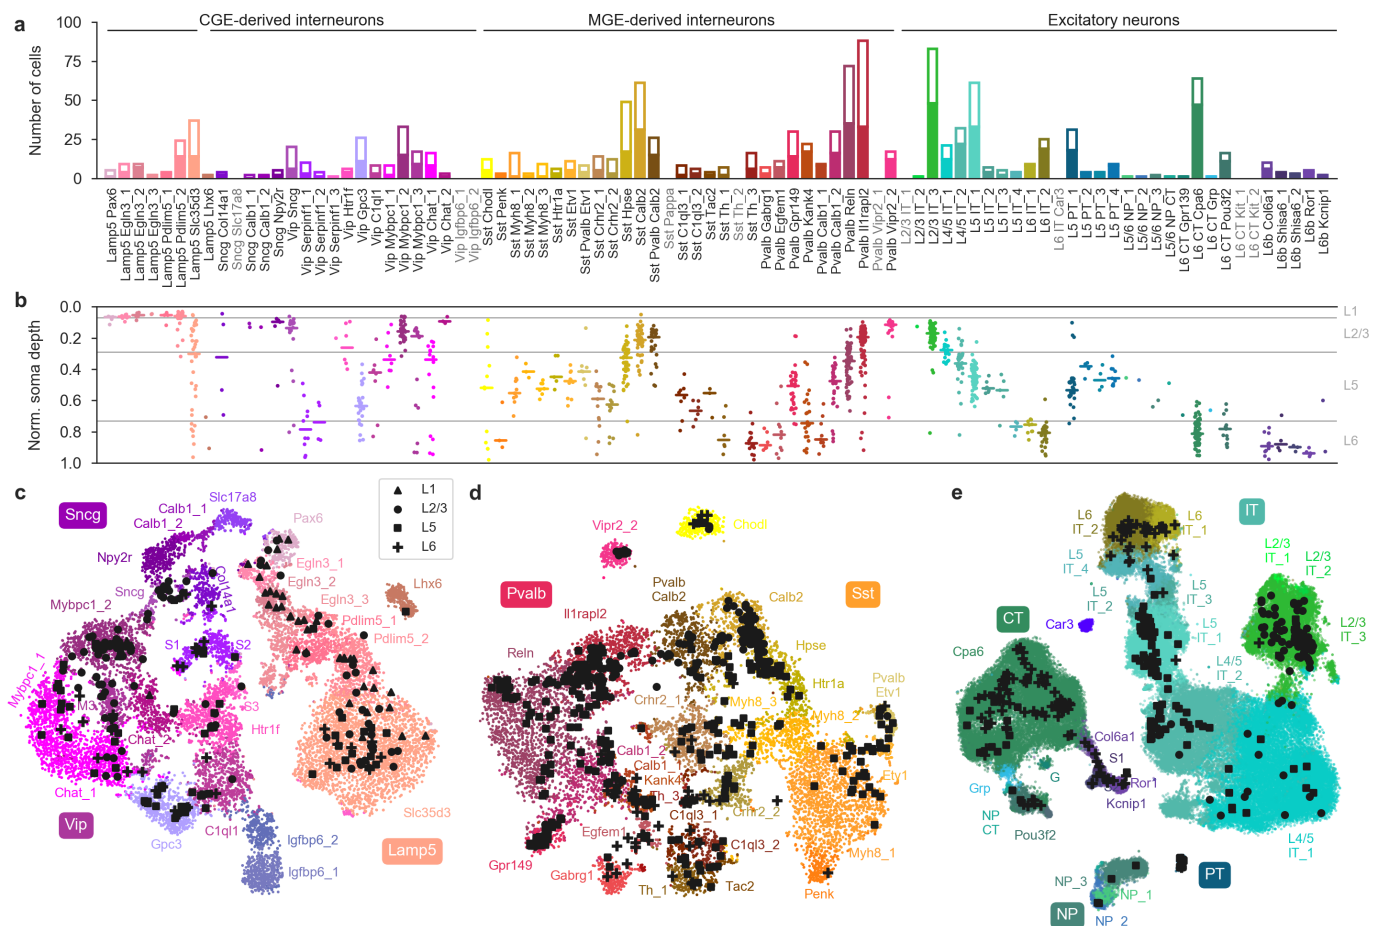 a
CGE-derived interneurons
MGE-derived interneurons
Excitatory neurons
Number of cells
100
75
50
25
0
Lamp5 Pax6
Lamp5 Egln3_1
Lamp5 Egln3_2
Lamp5 Egln3_3
Lamp5 Pdlim5_1
Lamp5 Pdlim5_2
Lamp5 Slc35d3
Lamp5 Lhx6
Sncg Col14a1
Sncg Slc17a8
Sncg Calb1_1
Sncg Calb1_2
Sncg Npy2r
Vip Sncg
Vip Serpinf1_1
Vip Serpinf1_2
Vip Serpinf1_3
Vip Htr1f
Vip Gpc3
Vip C1ql1
Vip Mybpc1_1
Vip Mybpc1_2
Vip Mybpc1_3
Vip Chat_1
Vip Chat_2
Vip Igfbp6_1
Vip Igfbp6_2
Sst Chodl
Sst Penk
Sst Myh8_1
Sst Myh8_2
Sst Myh8_3
Sst Htr1a
Sst Etv1
Sst Pvalb Etv1
Sst Crhr2_1
Sst Crhr2_2
Sst Hpse
Sst Calb2
Sst Pvalb Calb2
Sst Pappa
Sst C1ql3_1
Sst C1ql3_2
Sst Tac2
Sst Th_1
Sst Th_2
Sst Th_3
Pvalb Gabrg1
Pvalb Egfem1
Pvalb Gpr149
Pvalb Kank4
Pvalb Calb1_1
Pvalb Calb1_2
Pvalb Reln
Pvalb Il1rapl2
Pvalb Vipr2_1
Pvalb Vipr2_2
L2/3 IT_1
L2/3 IT_2
L2/3 IT_3
L4/5 IT_1
L4/5 IT_2
L5 IT_1
L5 IT_2
L5 IT_3
L5 IT_4
L6 IT_1
L6 IT_2
L6 IT Car3
L5 PT_1
L5 PT_2
L5 PT_3
L5 PT_4
L5/6 NP_1
L5/6 NP_2
L5/6 NP_3
L5/6 NP CT
L6 CT Gpr139
L6 CT Cpa6
L6 CT Grp
L6 CT Pou3f2
L6 CT Kit_1
L6 CT Kit_2
L6b Col6a1
L6b Shisa6_1
L6b Shisa6_2
L6b Ror1
L6b Kcnip1
b
Norm. soma depth
0.0
0.2
0.4
0.6
0.8
1.0
L1
L2/3
L5
L6
c
Sncg
Calb1_1
Calb1_2
Slc17a8
Npy2r
Pax6
Egln3_1
Egln3_2
Egln3_3
Sncg
Col14a1
Lhx6
Mybpc1_2
Pdlim5_1
Pdlim5_2
S1
S2
Mybpc1_1
M3
S3
Chat_2
Htr1f
Chat_1
Vip
Gpc3
C1ql1
Slc35d3
Igfbp6_2
Igfbp6_1
Lamp5
L1
L2/3
L5
L6
d
Vipr2_2
Chodl
Pvalb
Pvalb
Calb2
Calb2
Sst
Il1rapl2
Reln
Hpse
Htr1a
Pvalb
Etv1
Crhr2_1
Myh8_3
Myh8_2
Calb1_2
Calb1_1
Kank4
Th_3
Etv1
C1ql3_1
Crhr2_2
Egfem1
C1ql3_2
Myh8_1
Gpr149
Gabrg1
Th_1
Tac2
Penk
e
L6
IT_2
L6
IT_1
IT
L5
IT_4
L2/3
IT_1
L2/3
IT_2
L5
IT_2
L5
IT_3
CT
Car3
L5
IT_1
L2/3
IT_3
Cpa6
L4/5
IT_2
Col6a1
S1
G
Ror1
Grp
Kcnip1
NP
CT
Pou3f2
L4/5
IT_1
NP_3
NP_1
PT
NP
NP_2